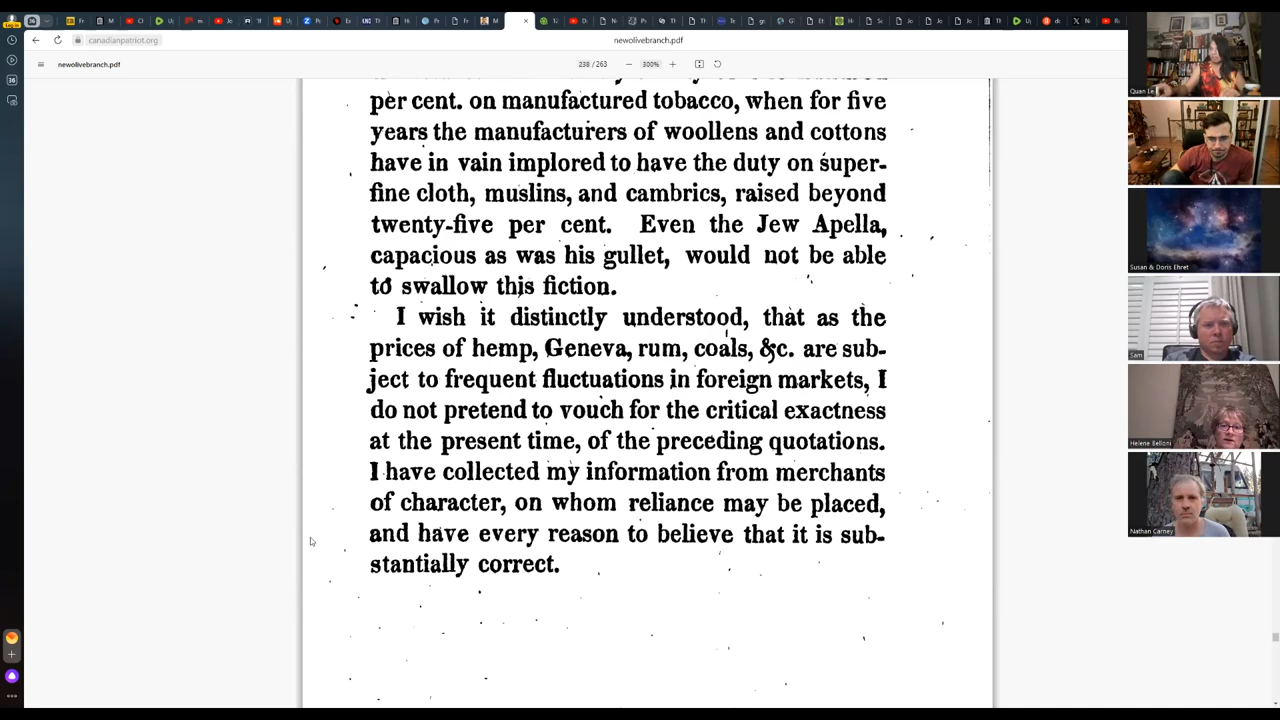 canadianpatriot.org
newolivebranch.pdf
newolivebranch.pdf
238 / 263
300%
per cent. on manufactured tobacco, when for five
years the manufacturers of woollens and cottons
have in vain implored to have the duty on super-
fine cloth, muslins, and cambrics, raised beyond
twenty-five per cent. Even the Jew Apella,
capacious as was his gullet, would not be able
to swallow this fiction.
I wish it distinctly understood, that as the
prices of hemp, Geneva, rum, coals, &c. are sub-
ject to frequent fluctuations in foreign markets, I
do not pretend to vouch for the critical exactness
at the present time, of the preceding quotations.
I have collected my information from merchants
of character, on whom reliance may be placed,
and have every reason to believe that it is sub-
stantially correct.
Quan Le
Susan & Doris Ehret
Sam
Helene Belloni
Nathan Carney